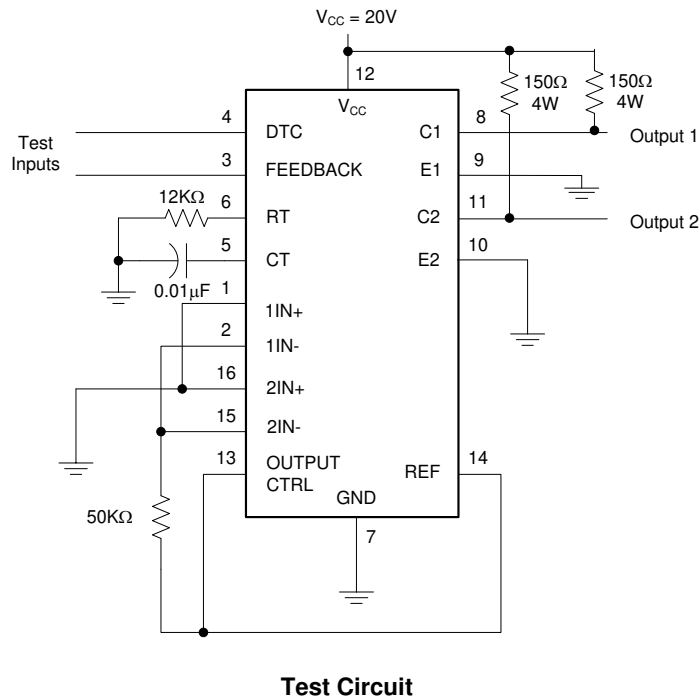 V_CC = 20V
12
150Ω
4W
150Ω
4W
V_CC
4
DTC
C1
8
Output 1
Test
Inputs
3
FEEDBACK
E1
9
12KΩ
6
RT
C2
11
Output 2
5
CT
E2
10
0.01μF
1
1IN+
2
1IN-
16
2IN+
15
2IN-
13
OUTPUT
CTRL
REF
14
GND
50KΩ
7
Test Circuit